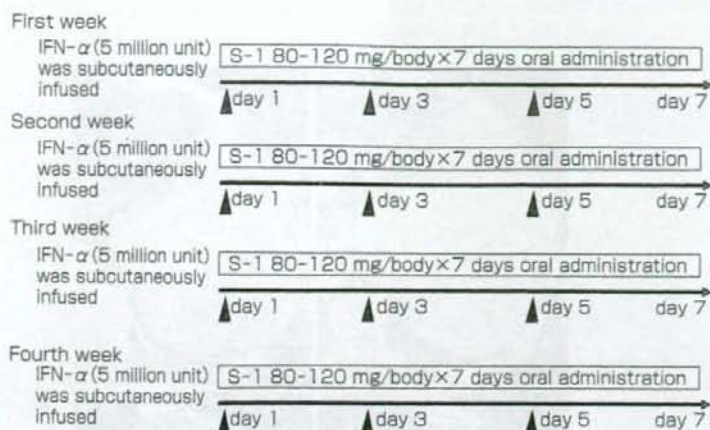 First week
IFN-α(5 million unit)
was subcutaneously
infused
S-1 80-120 mg/body×7 days oral administration
day 1 day 3 day 5 day 7
Second week
IFN-α(5 million unit)
was subcutaneously
infused
S-1 80-120 mg/body×7 days oral administration
day 1 day 3 day 5 day 7
Third week
IFN-α(5 million unit)
was subcutaneously
infused
S-1 80-120 mg/body×7 days oral administration
day 1 day 3 day 5 day 7
Fourth week
IFN-α(5 million unit)
was subcutaneously
infused
S-1 80-120 mg/body×7 days oral administration
day 1 day 3 day 5 day 7